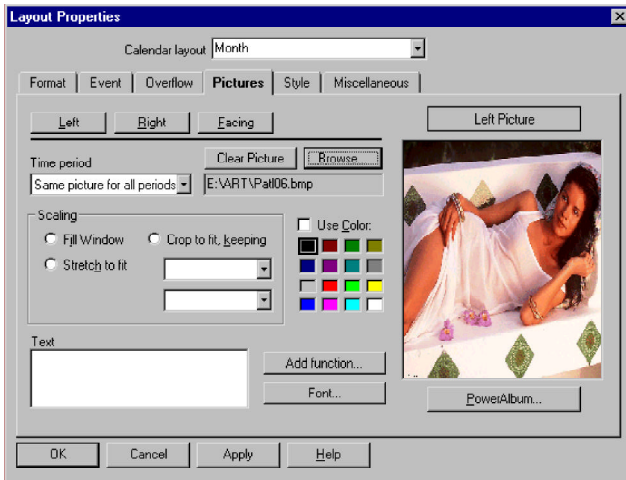 Layout Properties
Calendar layout Month
Format Event Overflow Pictures Style Miscellaneous
Left Right Facing
Left Picture
Time period
Clear Picture Browse...
Same picture for all periods
E:\ART\Patl06.bmp
Scaling
Fill Window
Crop to fit, keeping
Stretch to fit
Use Color:
Text
Add function...
Font...
PowerAlbum...
OK Cancel Apply Help